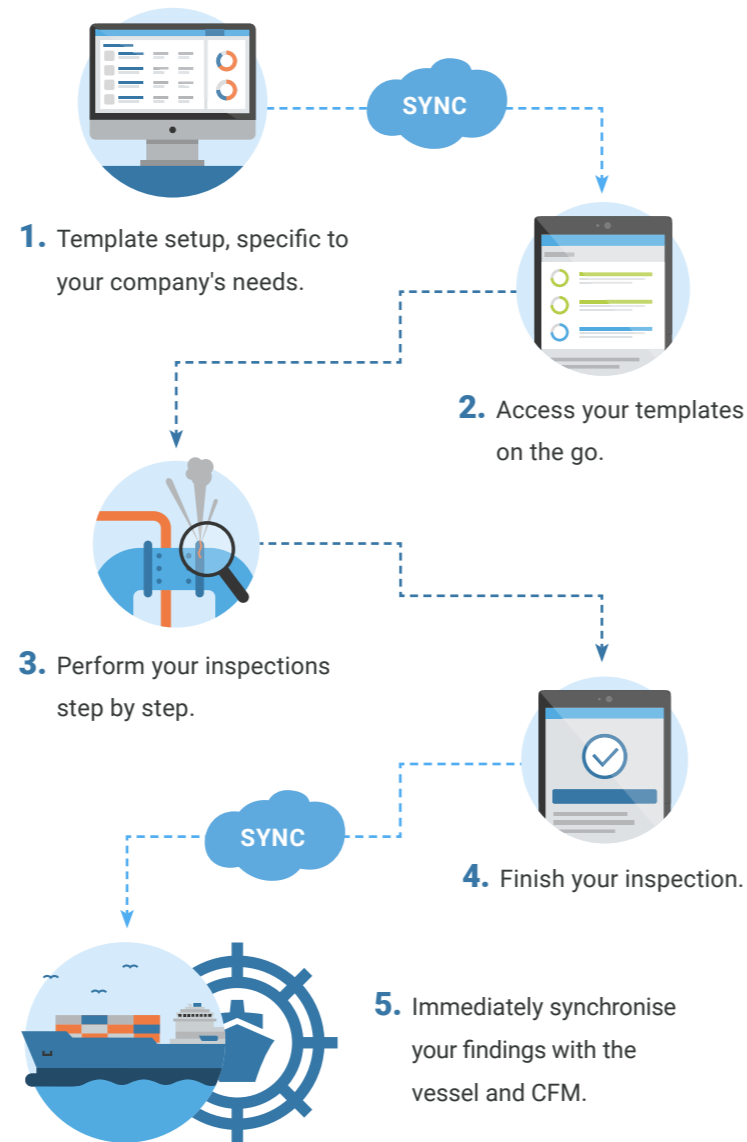 SYNC
1. Template setup, specific to
your company's needs.
2. Access your templates
on the go.
3. Perform your inspections
step by step.
SYNC
4. Finish your inspection.
5. Immediately synchronise
your findings with the
vessel and CFM.